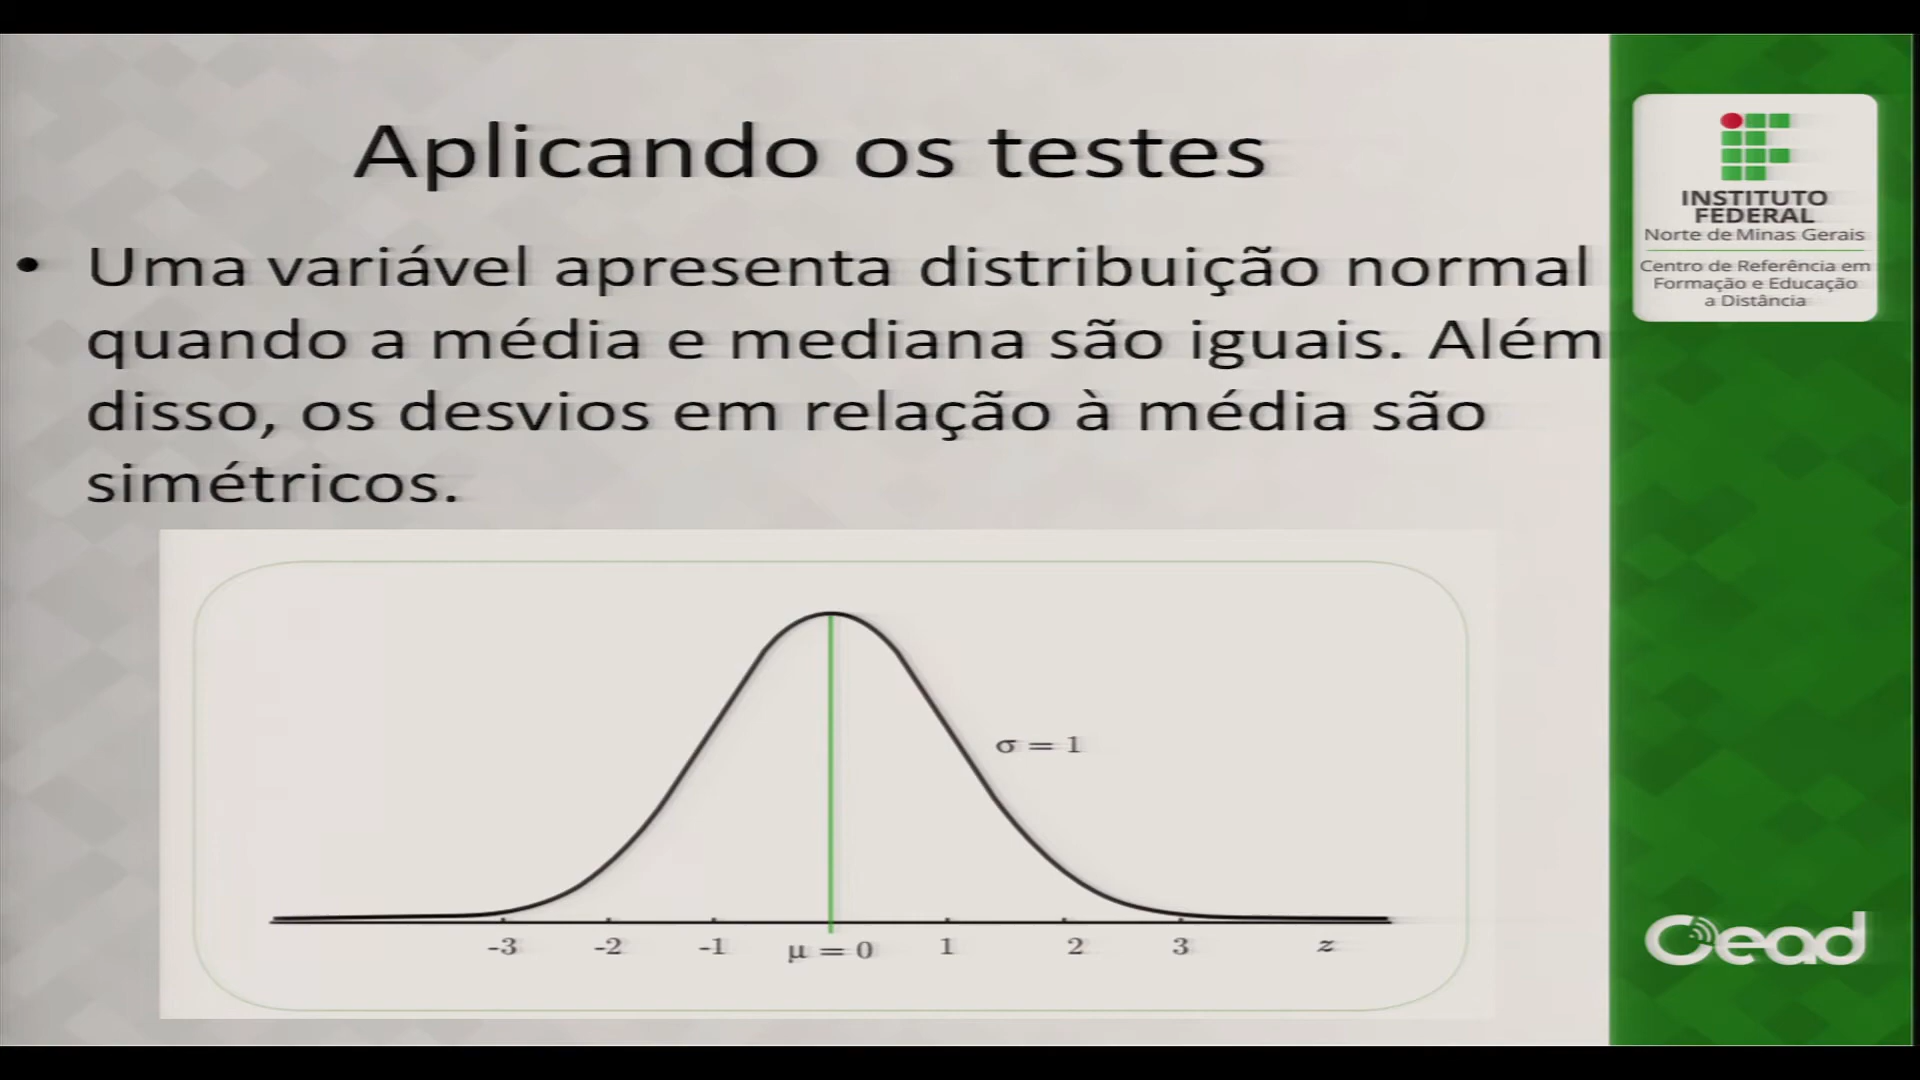 Aplicando os testes
• Uma variável apresenta distribuição normal
quando a média e mediana são iguais. Além
disso, os desvios em relação à média são
simétricos.
σ = 1
-3 -2 -1 μ = 0 1 2 3 z
INSTITUTO
FEDERAL
Norte de Minas Gerais
Centro de Referência em
Formação e Educação
a Distância
Cead